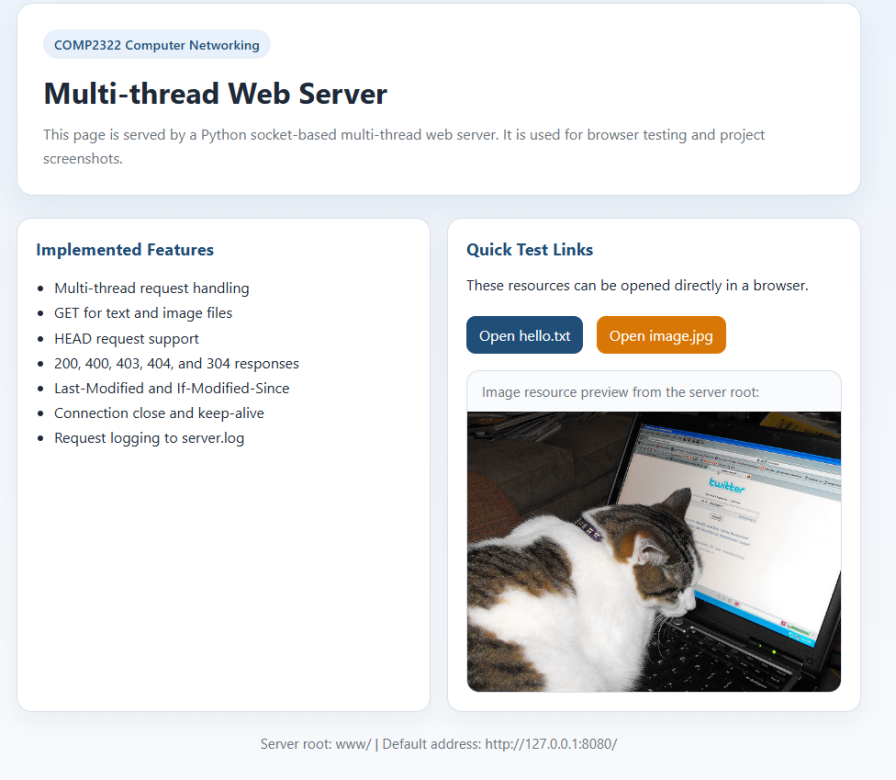 COMP2322 Computer Networking
Multi-thread Web Server
This page is served by a Python socket-based multi-thread web server. It is used for browser testing and project
screenshots.
Implemented Features
Multi-thread request handling
GET for text and image files
HEAD request support
200, 400, 403, 404, and 304 responses
Last-Modified and If-Modified-Since
Connection close and keep-alive
Request logging to server.log
Quick Test Links
These resources can be opened directly in a browser.
Open hello.txt
Open image.jpg
Image resource preview from the server root:
twitter
Server root: www/ | Default address: http://127.0.0.1:8080/